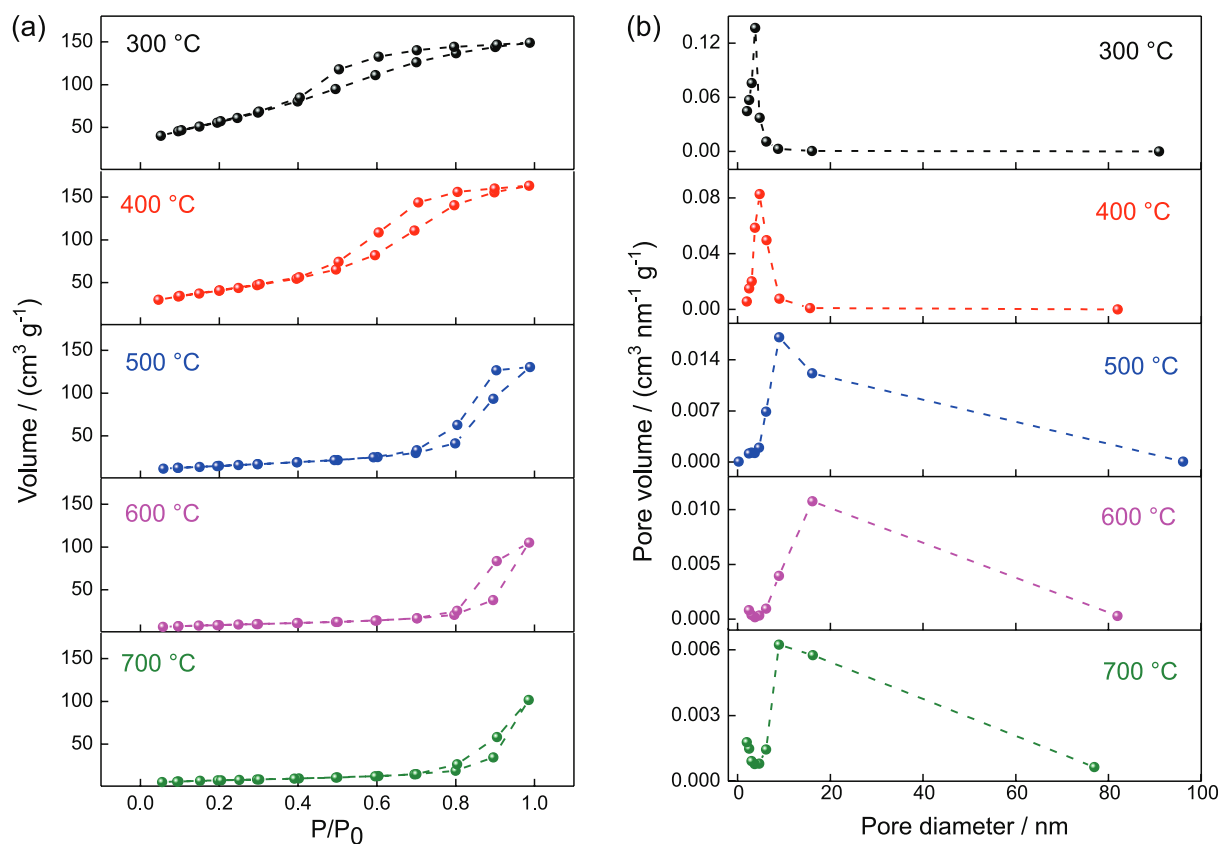 (a)
Volume / (cm³ g⁻¹)
300 °C
150
100
50
400 °C
150
100
50
500 °C
150
100
50
600 °C
150
100
50
700 °C
150
100
50
0.0 0.2 0.4 0.6 0.8 1.0
P/P₀
(b)
Pore volume / (cm³ nm⁻¹ g⁻¹)
300 °C
0.12
0.06
0.00
400 °C
0.08
0.04
0.00
500 °C
0.014
0.007
0.000
600 °C
0.010
0.005
0.000
700 °C
0.006
0.003
0.000
0 20 40 60 80 100
Pore diameter / nm